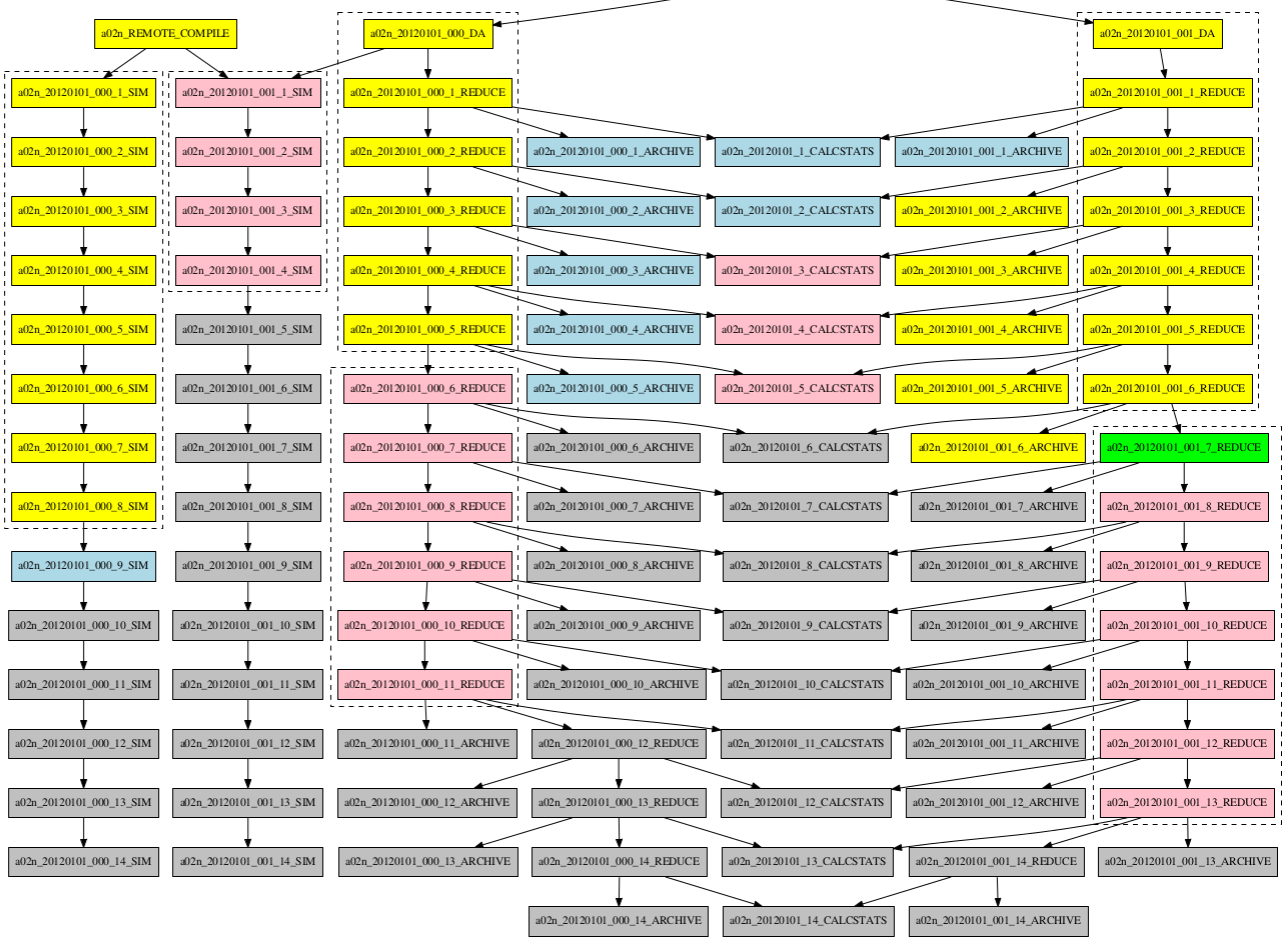 a02n_REMOTE_COMPILE
a02n_20120101_000_DA
a02n_20120101_001_DA
a02n_20120101_000_1_SIM
a02n_20120101_001_1_SIM
a02n_20120101_000_1_REDUCE
a02n_20120101_001_1_REDUCE
a02n_20120101_000_2_SIM
a02n_20120101_001_2_SIM
a02n_20120101_000_2_REDUCE
a02n_20120101_000_1_ARCHIVE
a02n_20120101_1_CALCSTATS
a02n_20120101_001_1_ARCHIVE
a02n_20120101_001_2_REDUCE
a02n_20120101_000_3_SIM
a02n_20120101_001_3_SIM
a02n_20120101_000_3_REDUCE
a02n_20120101_000_2_ARCHIVE
a02n_20120101_2_CALCSTATS
a02n_20120101_001_2_ARCHIVE
a02n_20120101_001_3_REDUCE
a02n_20120101_000_4_SIM
a02n_20120101_001_4_SIM
a02n_20120101_000_4_REDUCE
a02n_20120101_000_3_ARCHIVE
a02n_20120101_3_CALCSTATS
a02n_20120101_001_3_ARCHIVE
a02n_20120101_001_4_REDUCE
a02n_20120101_000_5_SIM
a02n_20120101_001_5_SIM
a02n_20120101_000_5_REDUCE
a02n_20120101_000_4_ARCHIVE
a02n_20120101_4_CALCSTATS
a02n_20120101_001_4_ARCHIVE
a02n_20120101_001_5_REDUCE
a02n_20120101_000_6_SIM
a02n_20120101_001_6_SIM
a02n_20120101_000_6_REDUCE
a02n_20120101_000_5_ARCHIVE
a02n_20120101_5_CALCSTATS
a02n_20120101_001_5_ARCHIVE
a02n_20120101_001_6_REDUCE
a02n_20120101_000_7_SIM
a02n_20120101_001_7_SIM
a02n_20120101_000_7_REDUCE
a02n_20120101_000_6_ARCHIVE
a02n_20120101_6_CALCSTATS
a02n_20120101_001_6_ARCHIVE
a02n_20120101_001_7_REDUCE
a02n_20120101_000_8_SIM
a02n_20120101_001_8_SIM
a02n_20120101_000_8_REDUCE
a02n_20120101_000_7_ARCHIVE
a02n_20120101_7_CALCSTATS
a02n_20120101_001_7_ARCHIVE
a02n_20120101_001_8_REDUCE
a02n_20120101_000_9_SIM
a02n_20120101_001_9_SIM
a02n_20120101_000_9_REDUCE
a02n_20120101_000_8_ARCHIVE
a02n_20120101_8_CALCSTATS
a02n_20120101_001_8_ARCHIVE
a02n_20120101_001_9_REDUCE
a02n_20120101_000_10_SIM
a02n_20120101_001_10_SIM
a02n_20120101_000_10_REDUCE
a02n_20120101_000_9_ARCHIVE
a02n_20120101_9_CALCSTATS
a02n_20120101_001_9_ARCHIVE
a02n_20120101_001_10_REDUCE
a02n_20120101_000_11_SIM
a02n_20120101_001_11_SIM
a02n_20120101_000_11_REDUCE
a02n_20120101_000_10_ARCHIVE
a02n_20120101_10_CALCSTATS
a02n_20120101_001_10_ARCHIVE
a02n_20120101_001_11_REDUCE
a02n_20120101_000_12_SIM
a02n_20120101_001_12_SIM
a02n_20120101_000_11_ARCHIVE
a02n_20120101_000_12_REDUCE
a02n_20120101_11_CALCSTATS
a02n_20120101_001_11_ARCHIVE
a02n_20120101_001_12_REDUCE
a02n_20120101_000_13_SIM
a02n_20120101_001_13_SIM
a02n_20120101_000_12_ARCHIVE
a02n_20120101_000_13_REDUCE
a02n_20120101_12_CALCSTATS
a02n_20120101_001_12_ARCHIVE
a02n_20120101_001_13_REDUCE
a02n_20120101_000_14_SIM
a02n_20120101_001_14_SIM
a02n_20120101_000_13_ARCHIVE
a02n_20120101_000_14_REDUCE
a02n_20120101_13_CALCSTATS
a02n_20120101_001_14_REDUCE
a02n_20120101_001_13_ARCHIVE
a02n_20120101_000_14_ARCHIVE
a02n_20120101_14_CALCSTATS
a02n_20120101_001_14_ARCHIVE